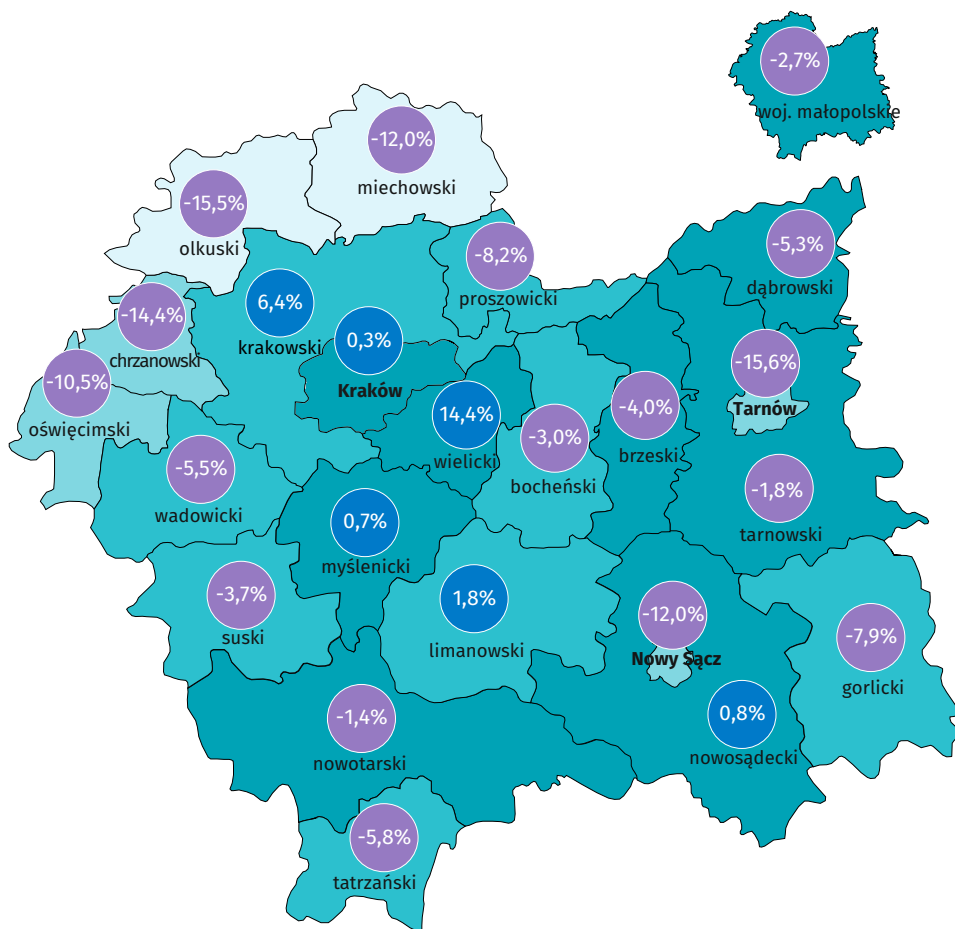 -2,7%
woj. małopolskie
-12,0%
miechowski
-15,5%
olkuski
-5,3%
dąbrowski
-8,2%
proszowicki
6,4%
krakowski
-14,4%
chrzanowski
0,3%
Kraków
-15,6%
Tarnów
-10,5%
oświęcimski
14,4%
wielicki
-4,0%
brzeski
-3,0%
bocheński
-5,5%
wadowicki
-1,8%
tarnowski
0,7%
myślenicki
-3,7%
suski
1,8%
limanowski
-12,0%
Nowy Sącz
-7,9%
gorlicki
-1,4%
nowotarski
0,8%
nowosądecki
-5,8%
tatrzański